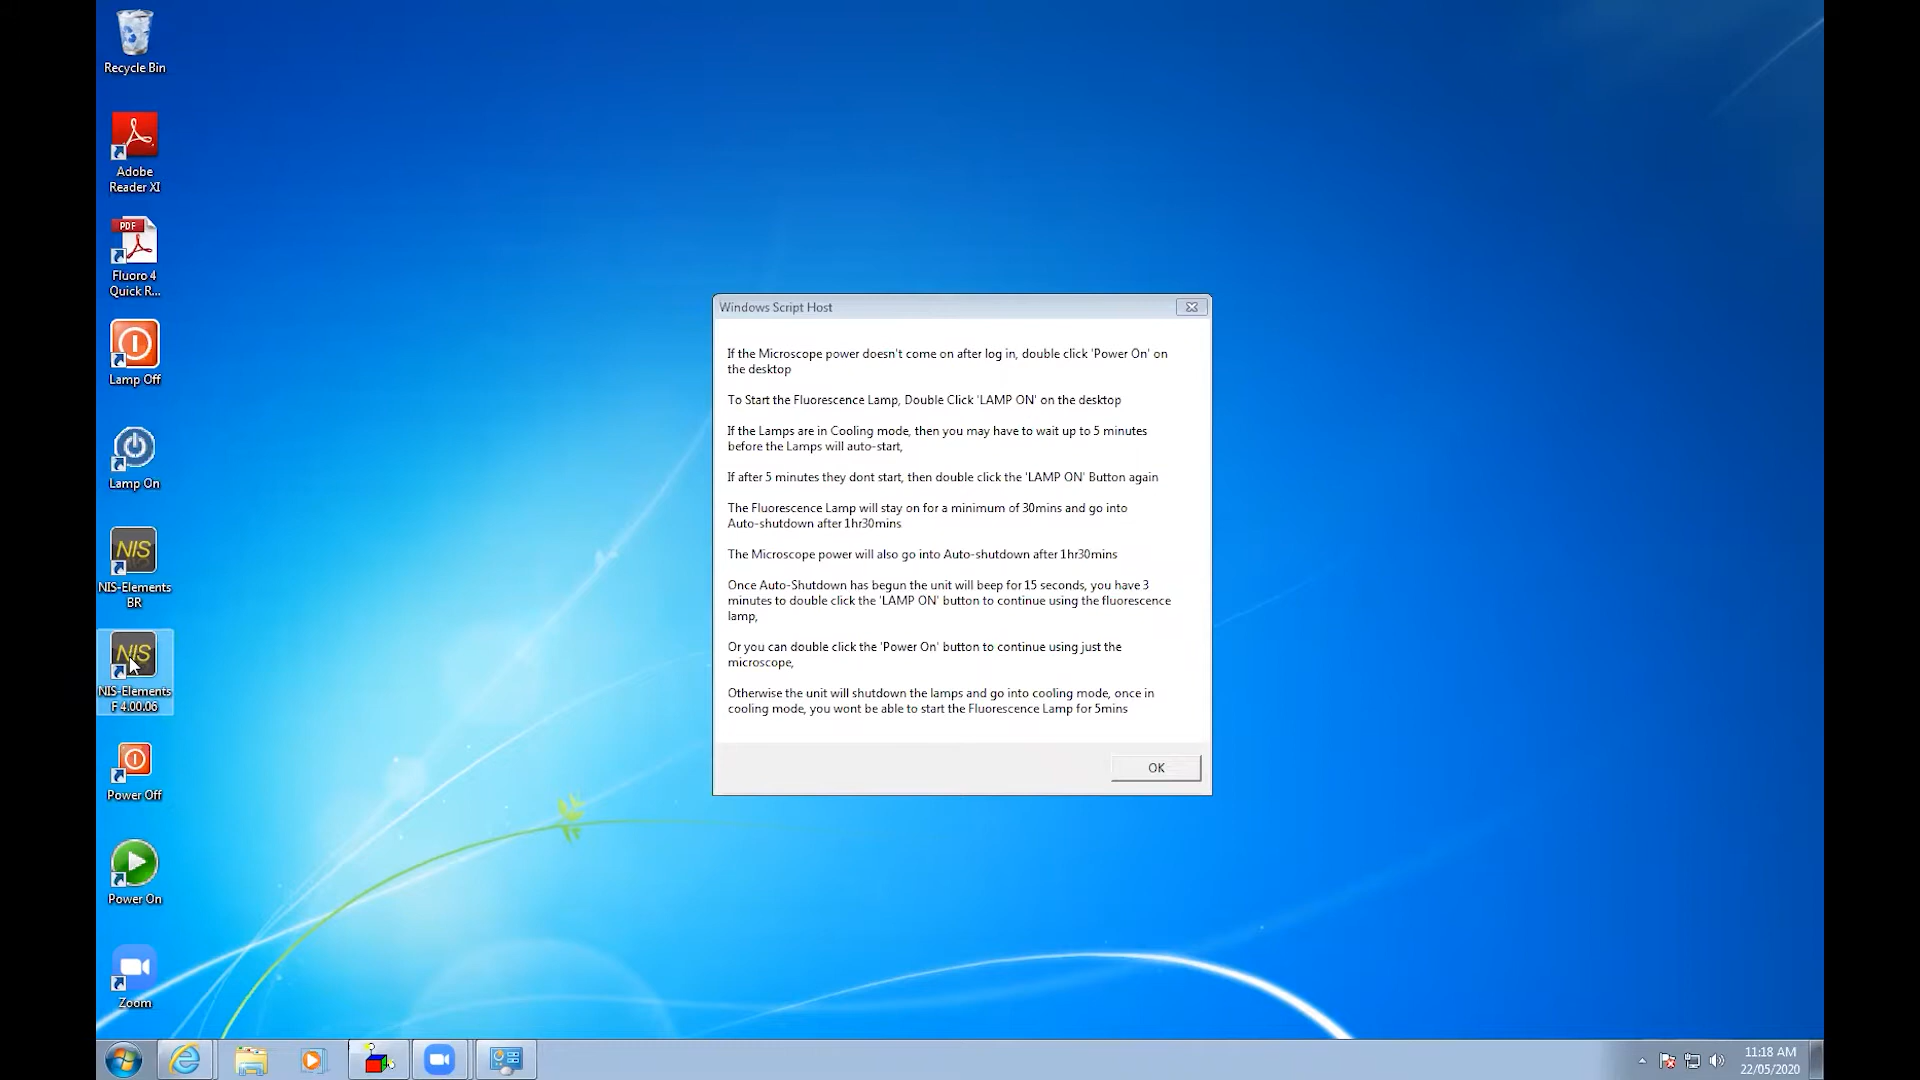 Recycle Bin
Adobe
Reader XI
PDF
Fluoro 4
Quick R...
Lamp Off
Lamp On
NIS
NIS-Elements
BR
NIS
NIS-Elements
F 4.00.06
Power Off
Power On
Zoom
Windows Script Host
If the Microscope power doesn't come on after log in, double click 'Power On' on
the desktop
To Start the Fluorescence Lamp, Double Click 'LAMP ON' on the desktop
If the Lamps are in Cooling mode, then you may have to wait up to 5 minutes
before the Lamps will auto-start,
If after 5 minutes they dont start, then double click the 'LAMP ON' Button again
The Fluorescence Lamp will stay on for a minimum of 30mins and go into
Auto-shutdown after 1hr30mins
The Microscope power will also go into Auto-shutdown after 1hr30mins
Once Auto-Shutdown has begun the unit will beep for 15 seconds, you have 3
minutes to double click the 'LAMP ON' button to continue using the fluorescence
lamp,
Or you can double click the 'Power On' button to continue using just the
microscope,
Otherwise the unit will shutdown the lamps and go into cooling mode, once in
cooling mode, you wont be able to start the Fluorescence Lamp for 5mins
OK
11:18 AM
22/05/2020